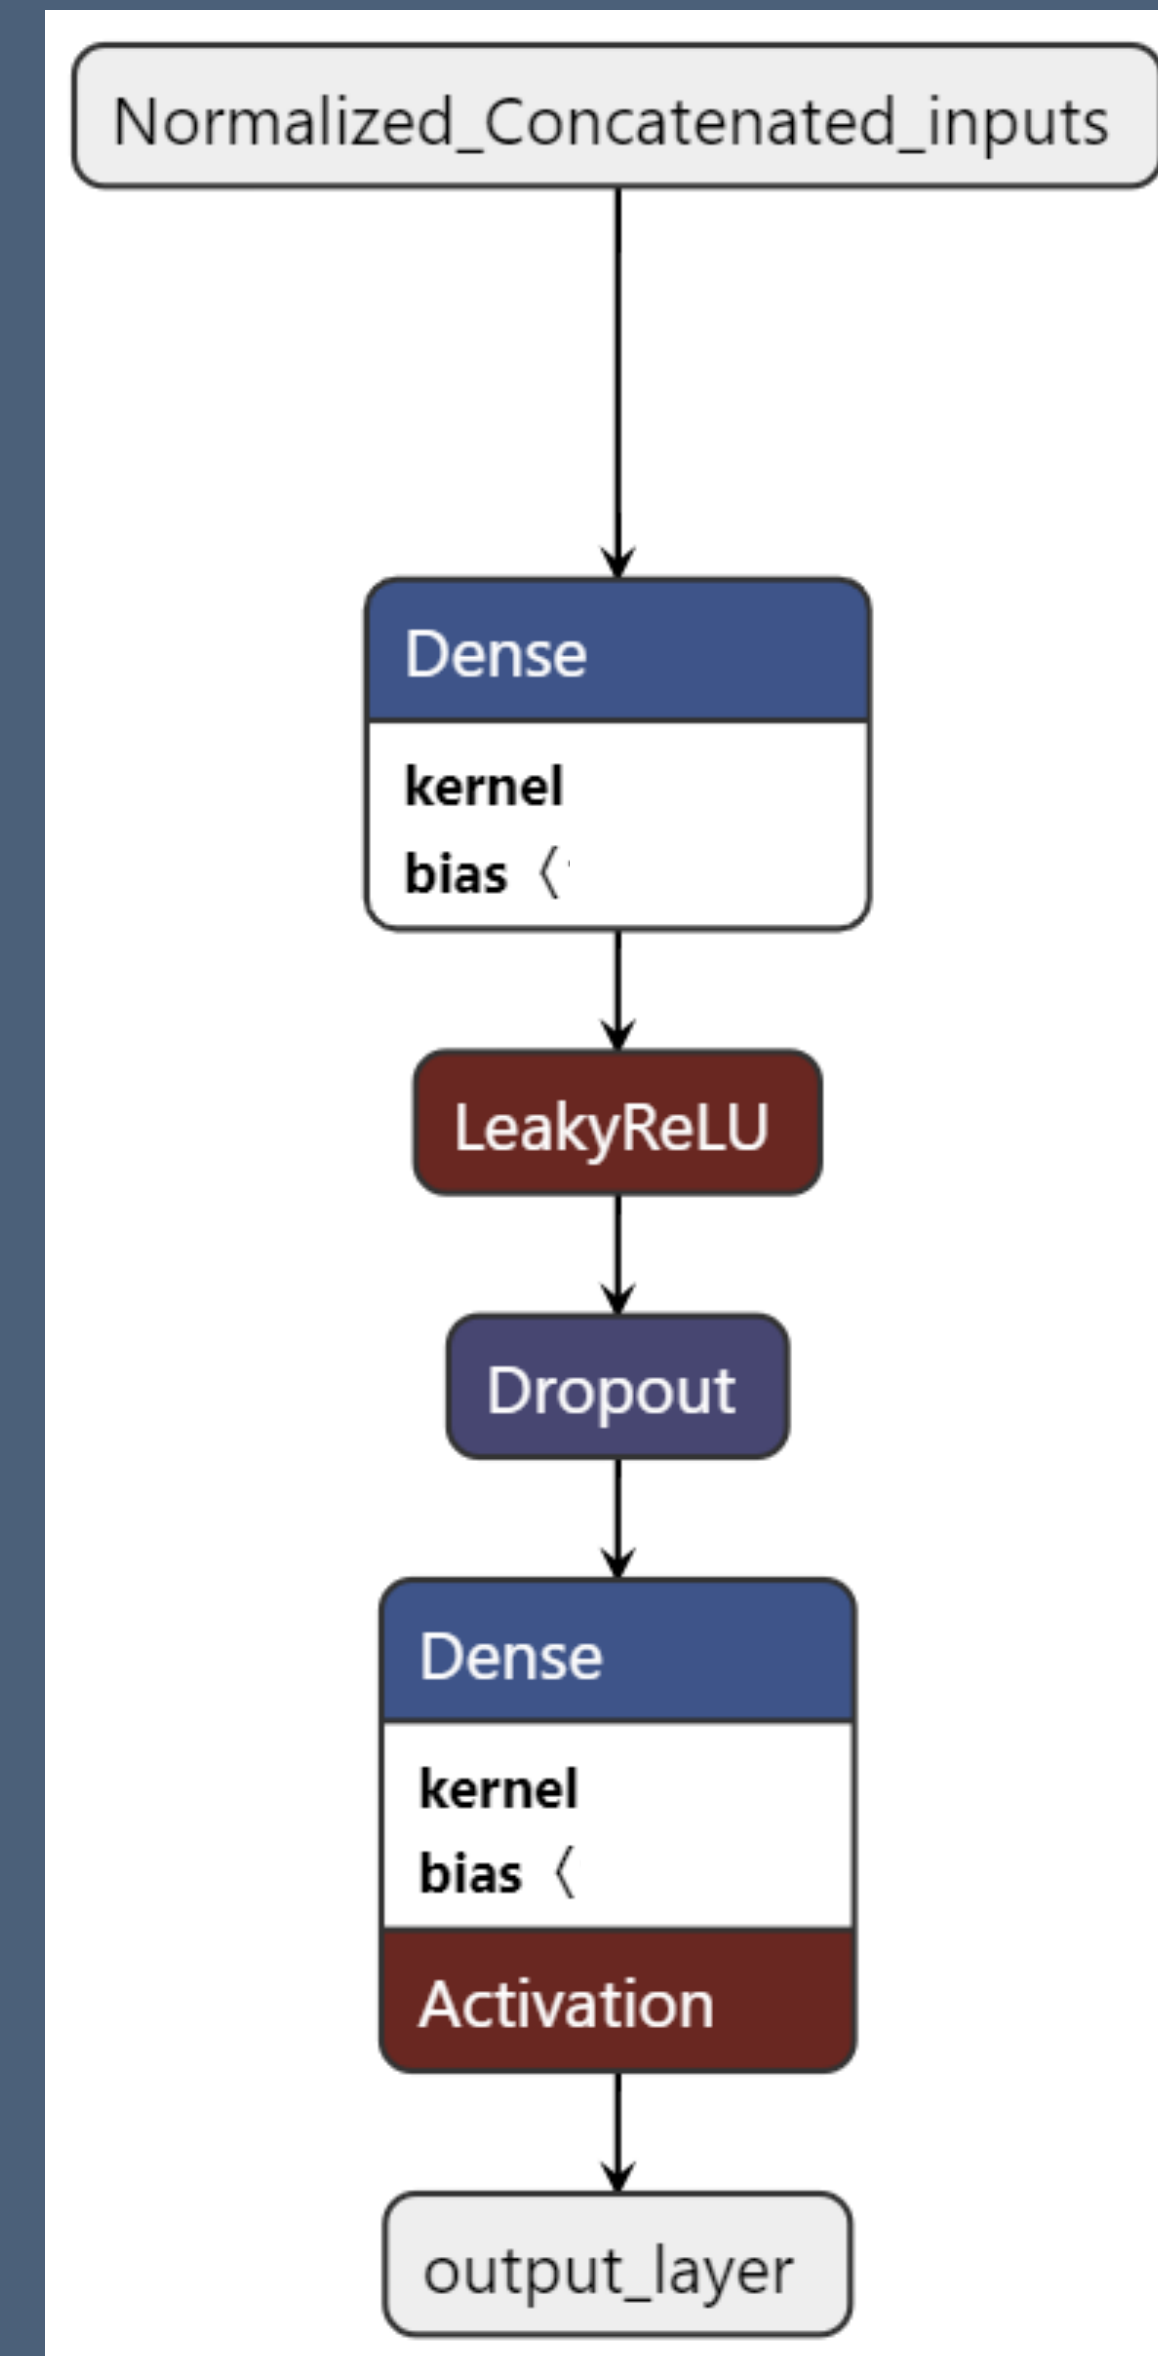 Normalized_Concatenated_inputs
Dense
kernel
bias 〈
LeakyReLU
Dropout
Dense
kernel
bias 〈
Activation
output_layer